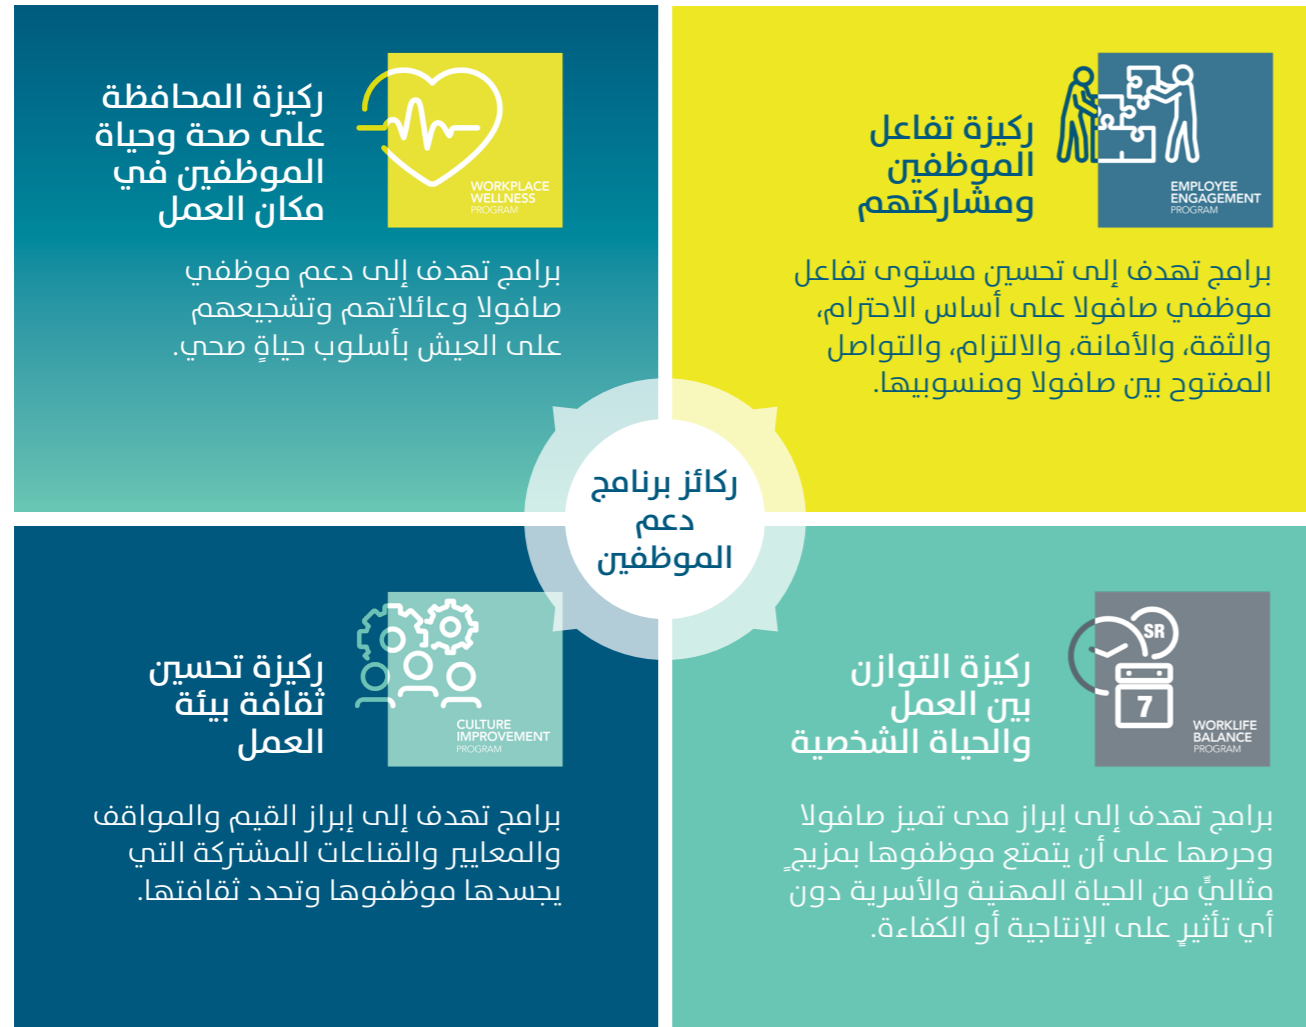 ركيزة تفاعل
الموظفين
ومشاركتهم
EMPLOYEE
ENGAGEMENT
PROGRAM
برامج تهدف إلى تحسين مستوى تفاعل
موظفي صافولا على أساس الاحترام،
والثقة، والأمانة، والالتزام، والتواصل
المفتوح بين صافولا ومنسوبيها.
ركيزة المحافظة
على صحة وحياة
الموظفين في
مكان العمل
WORKPLACE
WELLNESS
PROGRAM
برامج تهدف إلى دعم موظفي
صافولا وعائلاتهم وتشجيعهم
على العيش بأسلوب حياةٍ صحي.
ركائز برنامج
دعم
الموظفين
ركيزة التوازن
بين العمل
والحياة الشخصية
SR
7
WORKLIFE
BALANCE
PROGRAM
برامج تهدف إلى إبراز مدى تميز صافولا
وحرصها على أن يتمتع موظفوها بمزيجٍ
مثاليٍّ من الحياة المهنية والأسرية دون
أي تأثيرٍ على الإنتاجية أو الكفاءة.
ركيزة تحسين
ثقافة بيئة
العمل
CULTURE
IMPROVEMENT
PROGRAM
برامج تهدف إلى إبراز القيم والمواقف
والمعايير والقناعات المشتركة التي
يجسدها موظفوها وتحدد ثقافتها.